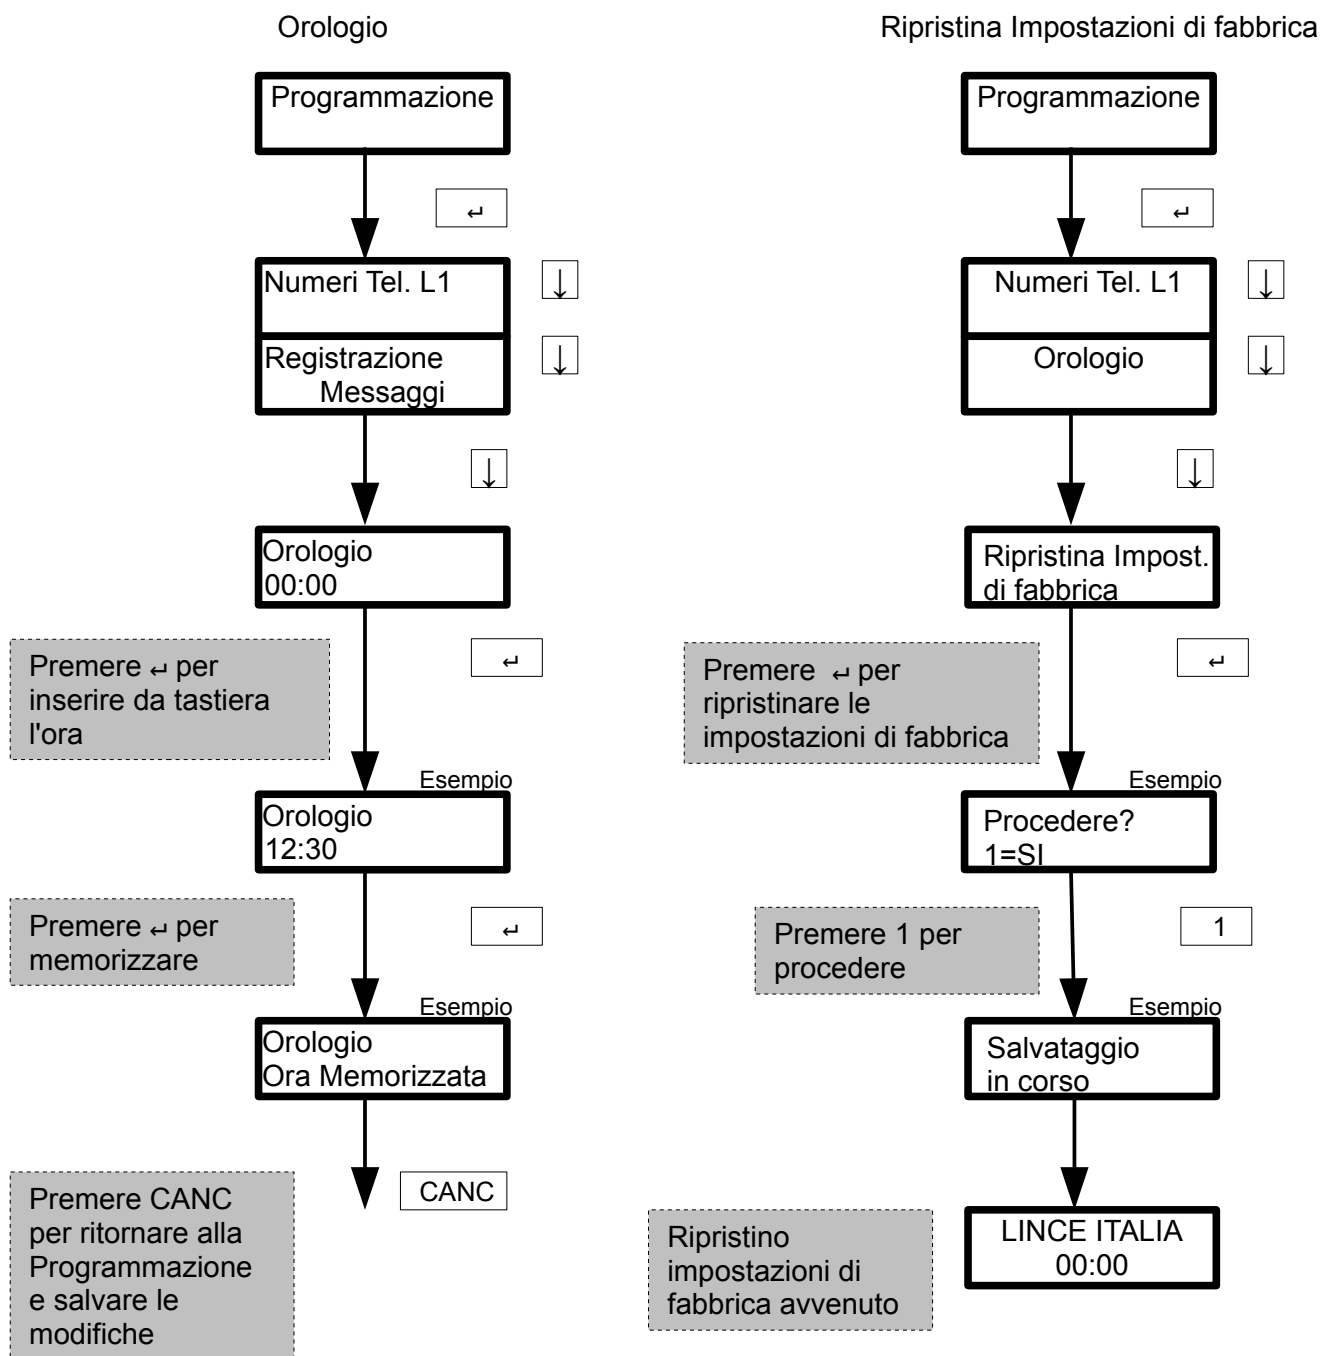 Orologio
Programmazione
↵
Numeri Tel. L1
↓
Registrazione
Messaggi
↓
↓
Orologio
00:00
Premere ↵ per
inserire da tastiera
l'ora
↵
Esempio
Orologio
12:30
Premere ↵ per
memorizzare
↵
Esempio
Orologio
Ora Memorizzata
Premere CANC
per ritornare alla
Programmazione
e salvare le
modifiche
CANC
Ripristina Impostazioni di fabbrica
Programmazione
↵
Numeri Tel. L1
↓
Orologio
↓
↓
Ripristina Impost.
di fabbrica
Premere ↵ per
ripristinare le
impostazioni di fabbrica
↵
Esempio
Procedere?
1=SI
Premere 1 per
procedere
1
Esempio
Salvataggio
in corso
Ripristino
impostazioni di
fabbrica avvenuto
LINCE ITALIA
00:00